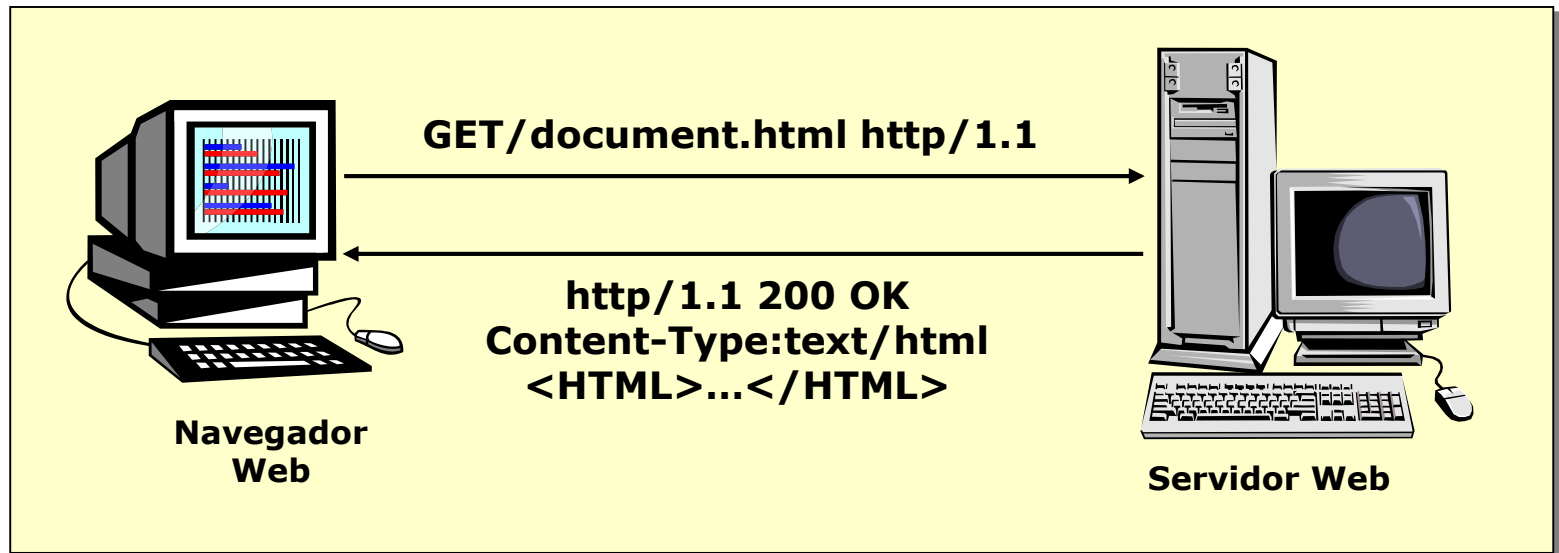 GET/document.html http/1.1
http/1.1 200 OK
Content-Type:text/html
<HTML>...</HTML>
Navegador
Web
Servidor Web